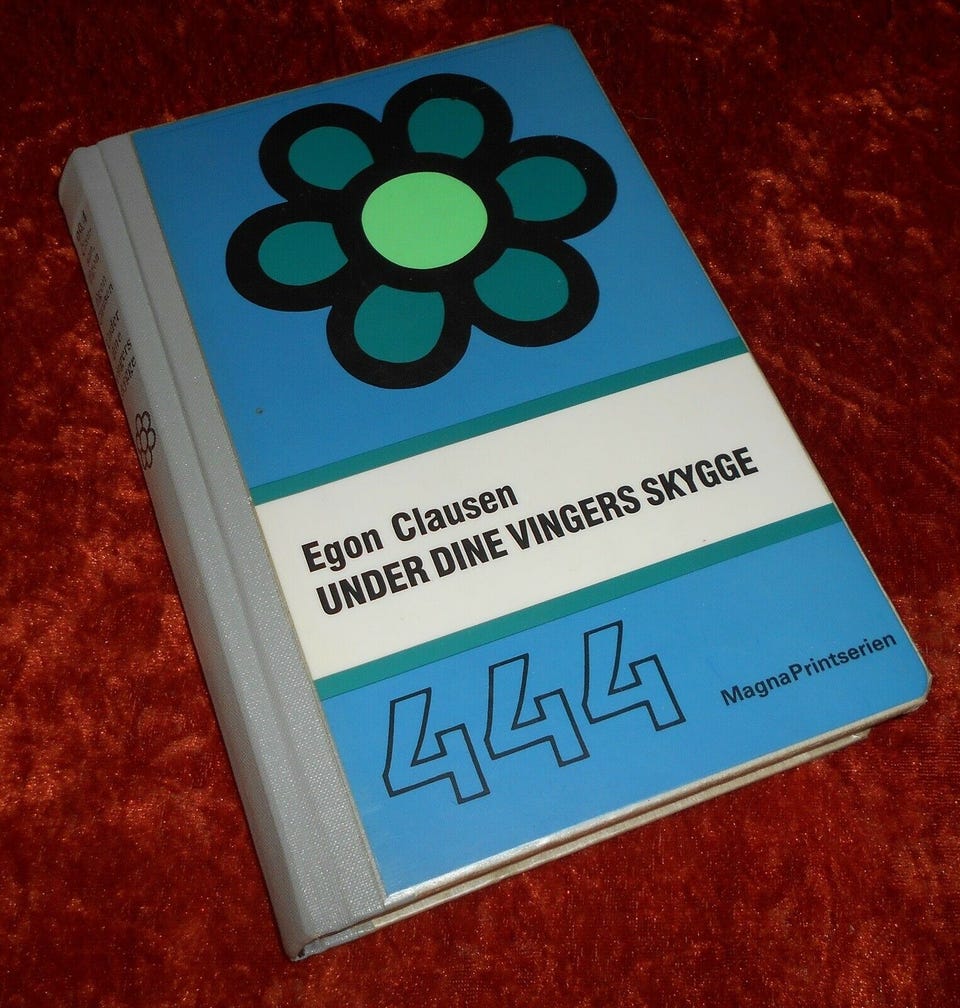 Egon Clausen
UNDER DINE VINGERS SKYGGE
444
MagnaPrintserien